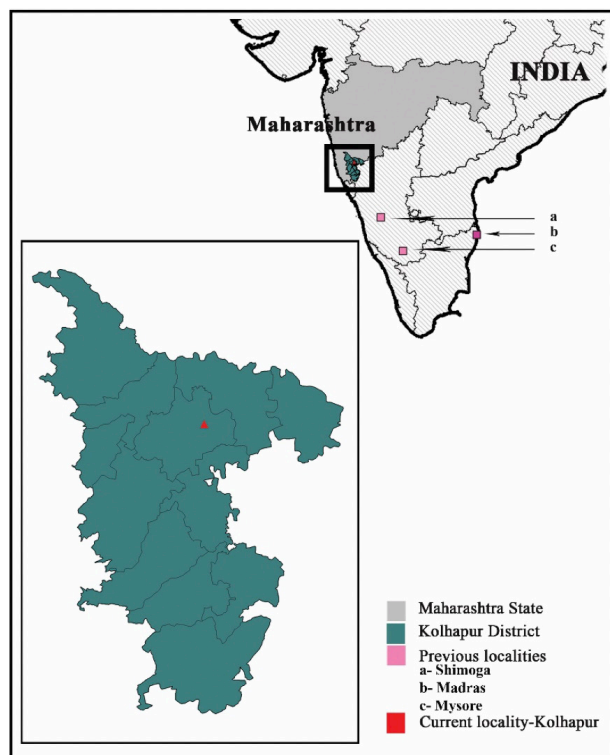 INDIA
Maharashtra
a
b
c
Maharashtra State
Kolhapur District
Previous localities
a- Shimoga
b- Madras
c- Mysore
Current locality-Kolhapur